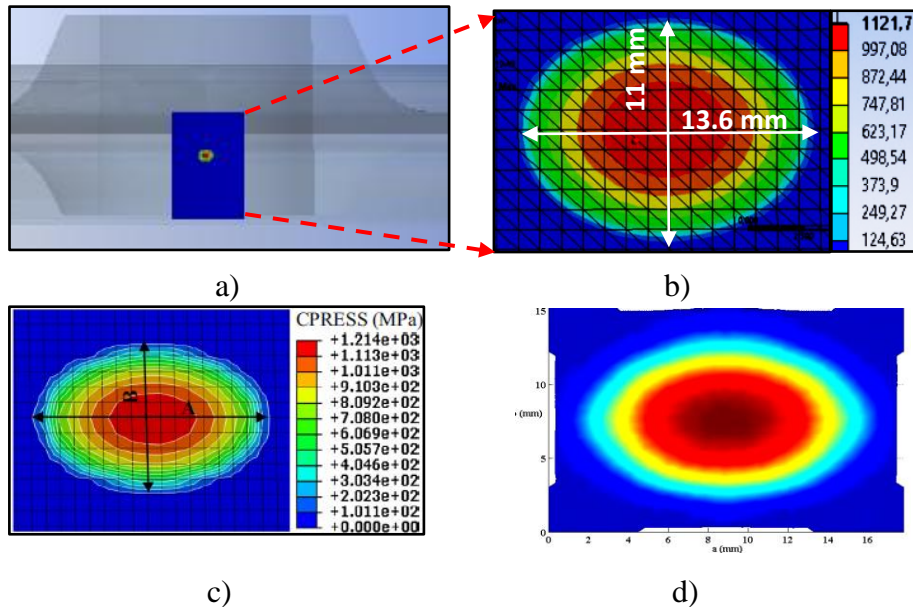 11 mm
13.6 mm
1121,7
997,08
872,44
747,81
623,17
498,54
373,9
249,27
124,63
a)
b)
CPRESS (MPa)
+1.214e+03
+1.113e+03
+1.011e+03
+9.103e+02
+8.092e+02
+7.080e+02
+6.069e+02
+5.057e+02
+4.046e+02
+3.034e+02
+2.023e+02
+1.011e+02
+0.000e+00
B
15
10
5
0
(mm)
0
2
4
6
8
10
12
14
16
a (mm)
c)
d)